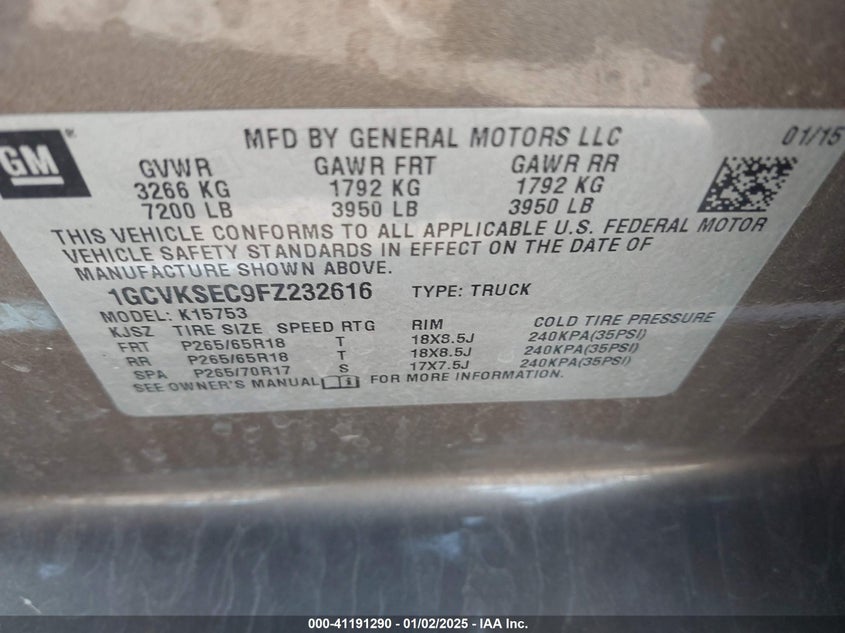 GM ® MFD BY GENERAL MOTORS LLC 01/15
GVWR GAWR FRT GAWR RR
3266 KG 1792 KG 1792 KG
7200 LB 3950 LB 3950 LB
THIS VEHICLE CONFORMS TO ALL APPLICABLE U.S. FEDERAL MOTOR
VEHICLE SAFETY STANDARDS IN EFFECT ON THE DATE OF
MANUFACTURE SHOWN ABOVE.
1GCVKSEC9FZ232616 TYPE: TRUCK
MODEL: K15753
KJSZ TIRE SIZE SPEED RTG RIM COLD TIRE PRESSURE
FRT P265/65R18 T 18X8.5J 240KPA(35PSI)
RR P265/65R18 T 18X8.5J 240KPA(35PSI)
SPA P265/70R17 S 17X7.5J 240KPA(35PSI)
SEE OWNER'S MANUAL FOR MORE INFORMATION.
000-41191290 - 01/02/2025 - IAA Inc.